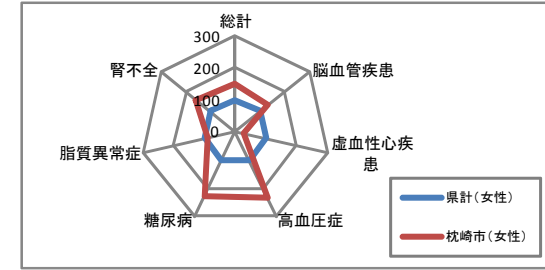 総計
300
200
100
0
腎不全
脳血管疾患
脂質異常症
虚血性心疾
患
糖尿病
高血圧症
県計(女性)
枕崎市(女性)